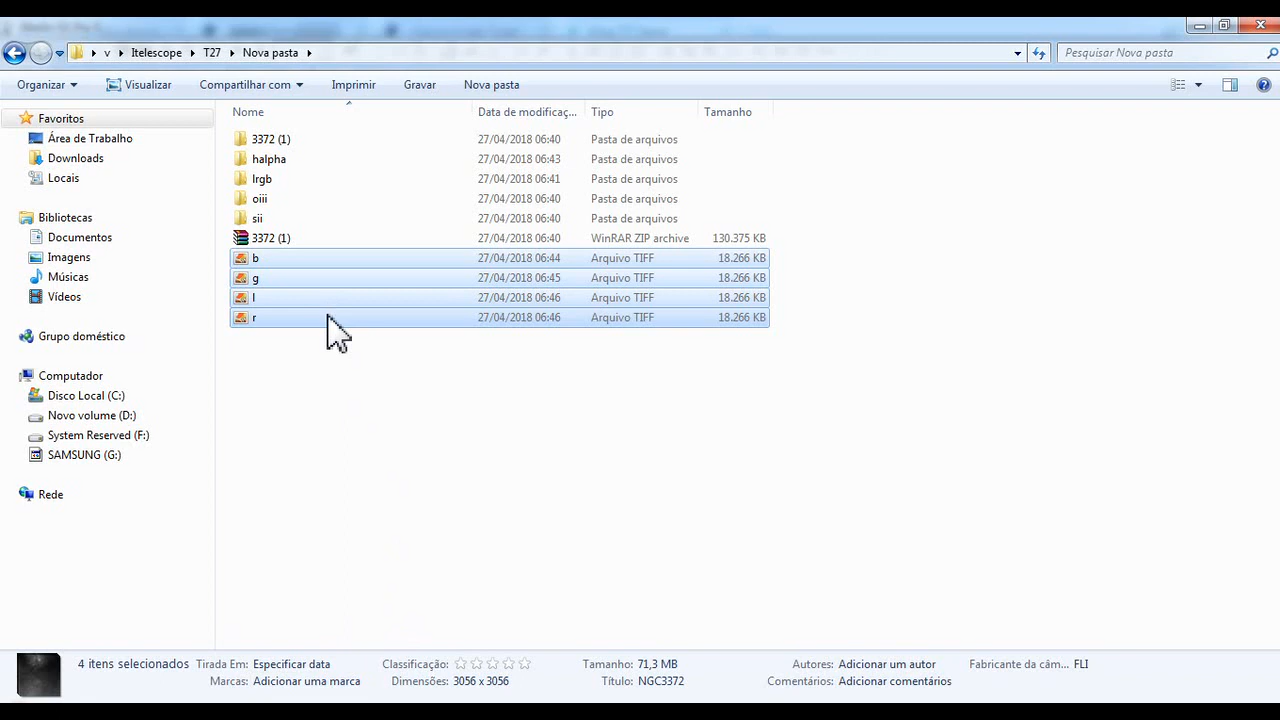 v Itelescope T27 Nova pasta
Pesquisar Nova pasta
Organizar Visualizar Compartilhar com Imprimir Gravar Nova pasta
Nome Data de modificaç... Tipo Tamanho
3372 (1) 27/04/2018 06:40 Pasta de arquivos
halpha 27/04/2018 06:43 Pasta de arquivos
lrgb 27/04/2018 06:41 Pasta de arquivos
oiii 27/04/2018 06:40 Pasta de arquivos
sii 27/04/2018 06:40 Pasta de arquivos
3372 (1) 27/04/2018 06:40 WinRAR ZIP archive 130.375 KB
b 27/04/2018 06:44 Arquivo TIFF 18.266 KB
g 27/04/2018 06:45 Arquivo TIFF 18.266 KB
l 27/04/2018 06:46 Arquivo TIFF 18.266 KB
r 27/04/2018 06:46 Arquivo TIFF 18.266 KB
Favoritos
Área de Trabalho
Downloads
Locais
Bibliotecas
Documentos
Imagens
Músicas
Vídeos
Grupo doméstico
Computador
Disco Local (C:)
Novo volume (D:)
System Reserved (F:)
SAMSUNG (G:)
Rede
4 itens selecionados Tirada Em: Especificar data Classificação: Tamanho: 71,3 MB Autores: Adicionar um autor Fabricante da câm... FLI
Marcas: Adicionar uma marca Dimensões: 3056 x 3056 Título: NGC3372 Comentários: Adicionar comentários